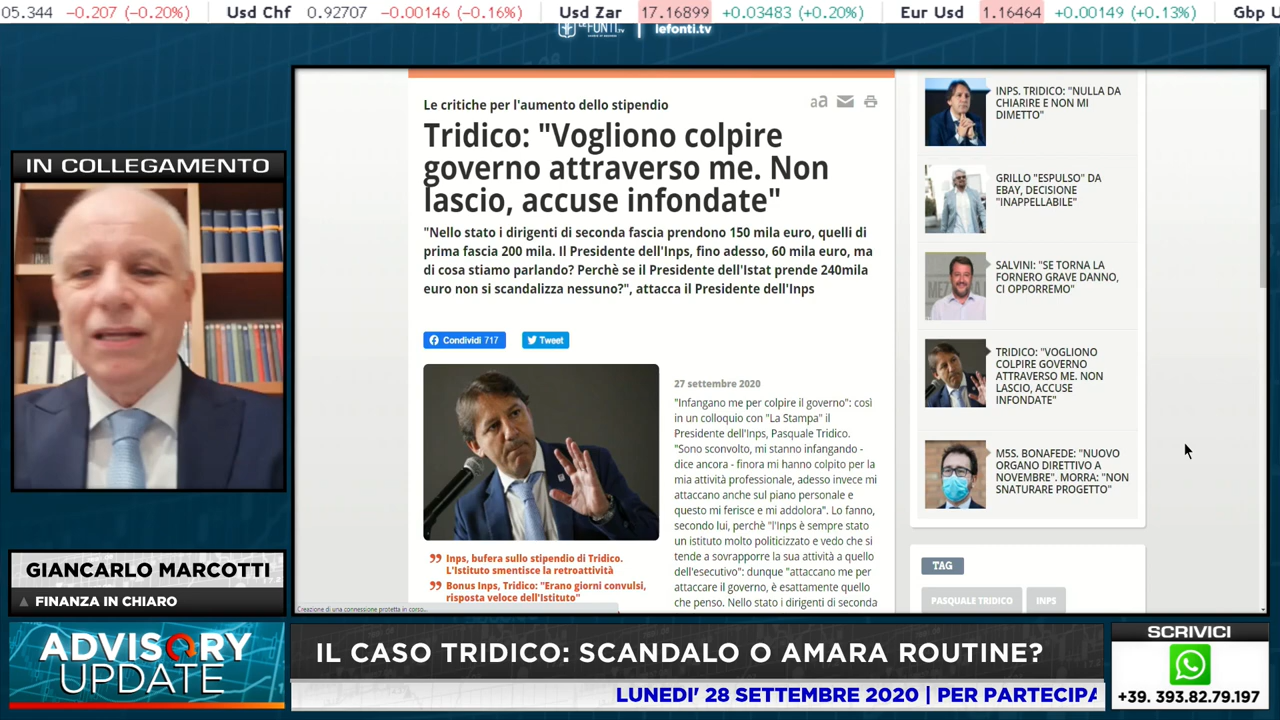 05.344 −0.207 (−0.20%) Usd Chf 0.92707 −0.00146 (−0.16%) Usd Zar 17.16899 +0.03483 (+0.20%) Eur Usd 1.16464 +0.00149 (+0.13%) Gbp U
LE FONTI.TV
lefonti.tv
IN COLLEGAMENTO
Le critiche per l'aumento dello stipendio
aa
Tridico: "Vogliono colpire
governo attraverso me. Non
lascio, accuse infondate"
"Nello stato i dirigenti di seconda fascia prendono 150 mila euro, quelli di
prima fascia 200 mila. Il Presidente dell'Inps, fino adesso, 60 mila euro, ma
di cosa stiamo parlando? Perchè se il Presidente dell'Istat prende 240mila
euro non si scandalizza nessuno?", attacca il Presidente dell'Inps
Condividi 717
Tweet
27 settembre 2020
"Infangano me per colpire il governo": così
in un colloquio con "La Stampa" il
Presidente dell'Inps, Pasquale Tridico.
"Sono sconvolto, mi stanno infangando -
dice ancora - finora mi hanno colpito per la
mia attività professionale, adesso invece mi
attaccano anche sul piano personale e
questo mi ferisce e mi addolora". Lo fanno,
secondo lui, perchè "l'Inps è sempre stato
un istituto molto politicizzato e vedo che si
tende a sovrapporre la sua attività a quello
dell'esecutivo": dunque "attaccano me per
attaccare il governo, è esattamente quello
che penso. Nello stato i dirigenti di seconda
Inps, bufera sullo stipendio di Tridico.
L'Istituto smentisce la retroattività
Bonus Inps, Tridico: "Erano giorni convulsi,
risposta veloce dell'Istituto"
Creazione di una connessione protetta in corso...
INPS. TRIDICO: "NULLA DA
CHIARIRE E NON MI
DIMETTO"
GRILLO "ESPULSO" DA
EBAY, DECISIONE
"INAPPELLABILE"
SALVINI: "SE TORNA LA
FORNERO GRAVE DANNO,
CI OPPORREMO"
TRIDICO: "VOGLIONO
COLPIRE GOVERNO
ATTRAVERSO ME. NON
LASCIO, ACCUSE
INFONDATE"
M5S. BONAFEDE: "NUOVO
ORGANO DIRETTIVO A
NOVEMBRE". MORRA: "NON
SNATURARE PROGETTO"
TAG
PASQUALE TRIDICO
INPS
GIANCARLO MARCOTTI
FINANZA IN CHIARO
ADVISORY
UPDATE
IL CASO TRIDICO: SCANDALO O AMARA ROUTINE?
LUNEDI' 28 SETTEMBRE 2020 | PER PARTECIPA
SCRIVICI
+39. 393.82.79.197